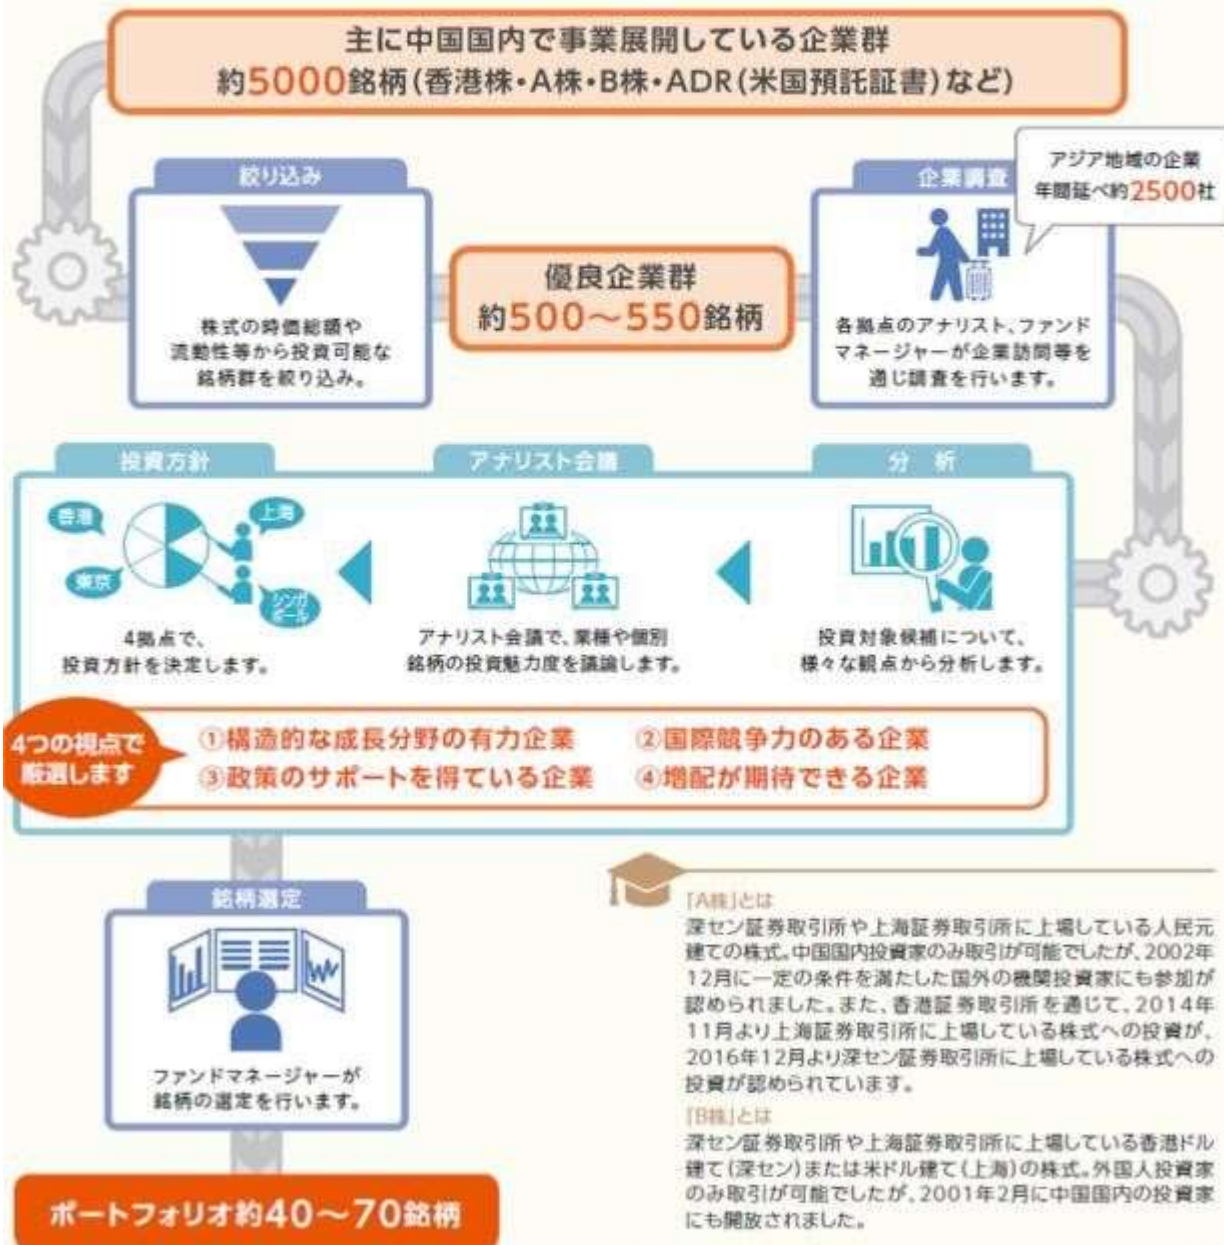 主に中国国内で事業展開している企業群
約5000銘柄(香港株・A株・B株・ADR(米国預託証書)など)
絞り込み
株式の時価総額や
流動性等から投資可能な
銘柄群を絞り込み。
優良企業群
約500～550銘柄
企業調査
アジア地域の企業
年間延べ約2500社
各拠点のアナリスト、ファンド
マネージャーが企業訪問等を
通じ調査を行います。
投資方針
香港
上海
東京
シンガ
ポール
4拠点で、
投資方針を決定します。
アナリスト会議
アナリスト会議で、業種や個別
銘柄の投資魅力度を議論します。
分 析
投資対象候補について、
様々な観点から分析します。
4つの視点で
厳選します
①構造的な成長分野の有力企業
②国際競争力のある企業
③政策のサポートを得ている企業
④増配が期待できる企業
銘柄選定
ファンドマネージャーが
銘柄の選定を行います。
ポートフォリオ約40～70銘柄
「A株」とは
深セン証券取引所や上海証券取引所に上場している人民元
建ての株式。中国国内投資家のみ取引が可能でしたが、2002年
12月に一定の条件を満たした国外の機関投資家にも参加が
認められました。また、香港証券取引所を通じて、2014年
11月より上海証券取引所に上場している株式への投資が、
2016年12月より深セン証券取引所に上場している株式への
投資が認められています。
「B株」とは
深セン証券取引所や上海証券取引所に上場している香港ドル
建て(深セン)または米ドル建て(上海)の株式。外国人投資家
のみ取引が可能でしたが、2001年2月に中国国内の投資家
にも開放されました。